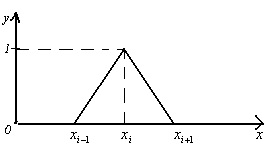 y
1
0
x_{i-1} x_i x_{i+1} x